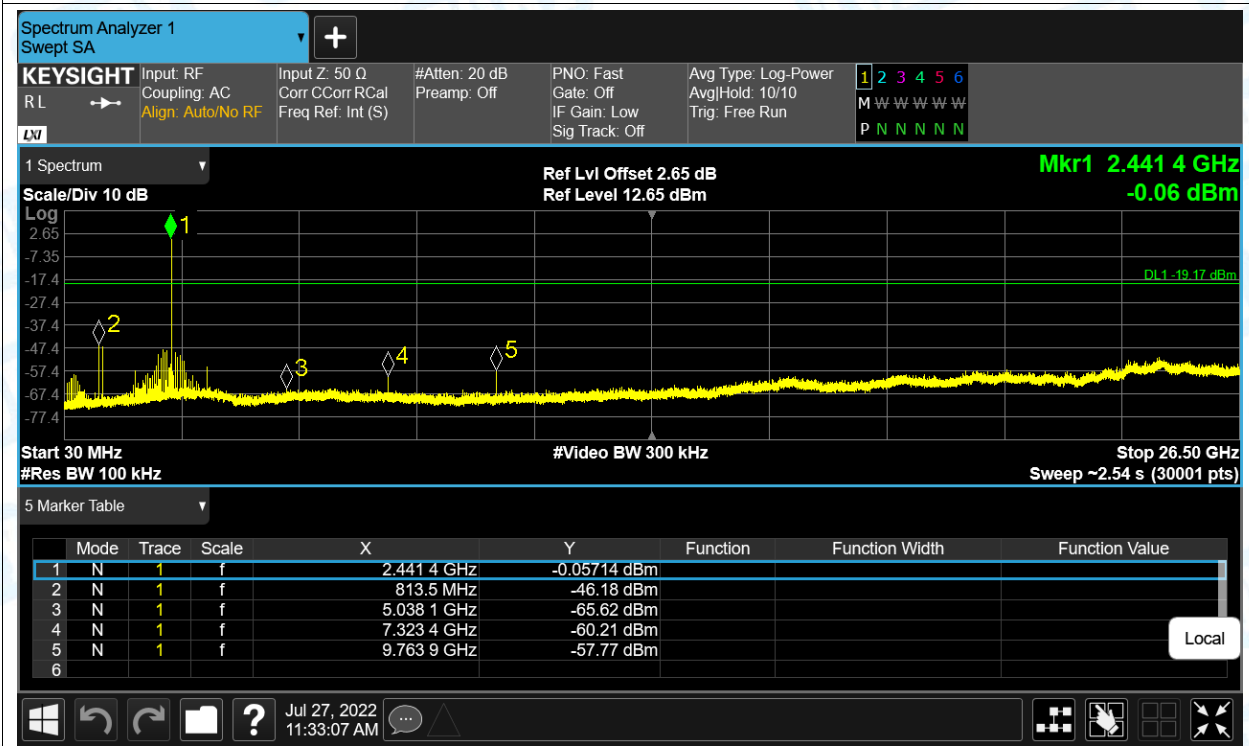 Spectrum Analyzer 1
Swept SA
KEYSIGHT Input: RF Input Z: 50 Ω #Atten: 20 dB PNO: Fast Avg Type: Log-Power 1 2 3 4 5 6
R L Coupling: AC Corr CCorr RCal Preamp: Off Gate: Off Avg|Hold: 10/10 M W W W W W W
Align: Auto/No RF Freq Ref: Int (S) IF Gain: Low Trig: Free Run
LXI Sig Track: Off P N N N N N
1 Spectrum Ref Lvl Offset 2.65 dB Mkr1 2.441 4 GHz
Scale/Div 10 dB Ref Level 12.65 dBm -0.06 dBm
Log
1
2.65
-7.35
-17.4 DL1 -19.17 dBm
-27.4
-37.4 2
-47.4 4 5
-57.4 3
-67.4
-77.4
Start 30 MHz #Video BW 300 kHz Stop 26.50 GHz
#Res BW 100 kHz Sweep ~2.54 s (30001 pts)
5 Marker Table
Mode Trace Scale X Y Function Function Width Function Value
1 N 1 f 2.441 4 GHz -0.05714 dBm
2 N 1 f 813.5 MHz -46.18 dBm
3 N 1 f 5.038 1 GHz -65.62 dBm
4 N 1 f 7.323 4 GHz -60.21 dBm
5 N 1 f 9.763 9 GHz -57.77 dBm
6
Local
? Jul 27, 2022
11:33:07 AM